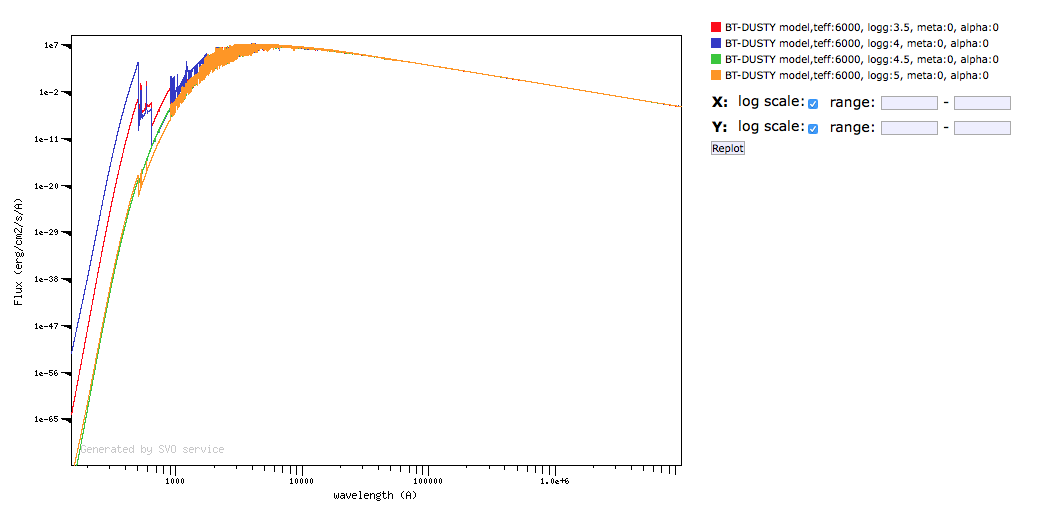 BT-DUSTY model,teff:6000, logg:3.5, meta:0, alpha:0
BT-DUSTY model,teff:6000, logg:4, meta:0, alpha:0
BT-DUSTY model,teff:6000, logg:4.5, meta:0, alpha:0
BT-DUSTY model,teff:6000, logg:5, meta:0, alpha:0
X: log scale: range: -
Y: log scale: range: -
Replot
Flux (erg/cm2/s/A)
1e7
1e-2
1e-11
1e-20
1e-29
1e-38
1e-47
1e-56
1e-65
Generated by SVO service
1000 10000 100000 1.0e+6
wavelength (A)